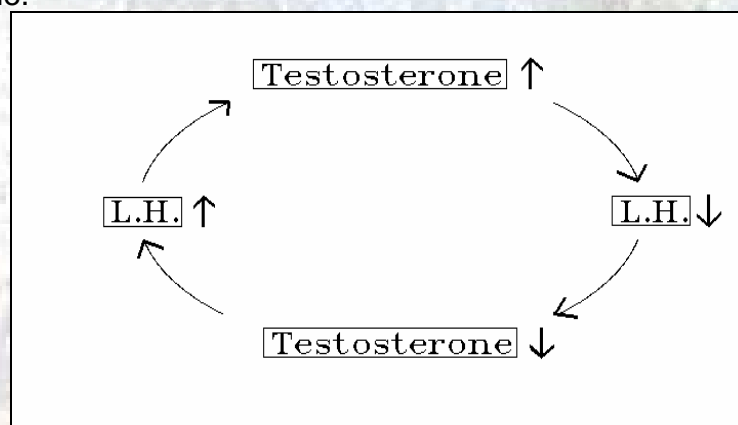 Testosterone ↑
L.H. ↑
L.H. ↓
Testosterone ↓